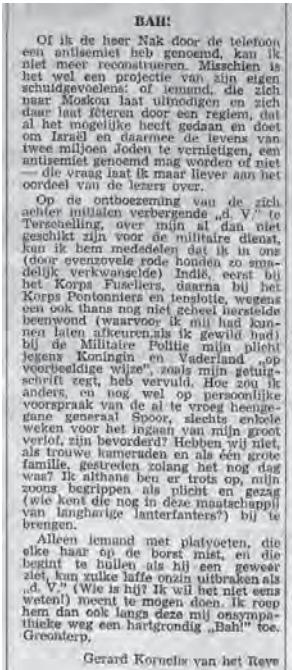 BAH!
Of ik de heer Nak door de telefoon
een antisemiet heb genoemd, kan ik
niet meer reconstrueren. Misschien is
het wel een projectie van zijn eigen
schuldgevoelens: of iemand, die zich
naar Moskou laat uitnodigen en zich
daar laat fêteren door een regiem, dat
al het mogelijke heeft gedaan en doet
om Israel en daarmee de levens van
twee miljoen Joden te vernietigen, een
antisemiet genoemd mag worden of niet
— die vraag laat ik maar liever aan het
oordeel van de lezers over.
Op de ontboezeming van de zich
achter initialen verbergende „d. V." te
Terschelling, over mijn al dan niet
geschikt zijn voor de militaire dienst,
kan ik hem mededelen dat ik in ons
(door evenzovele rode honden zo sma-
delijk verkwanselde) Indië, eerst bij
het Korps Fuseliers, daarna bij het
Korps Pontonniers en tenslotte, wegens
een ook thans nog niet geheel herstelde
beenwond (waarvoor ik mij had kun-
nen laten afkeuren, als ik gewild had)
bij de Militaire Politie mijn plicht
jegens Koningin en Vaderland „op
voorbeeldige wijze", zoals mijn getuig-
schrift zegt, heb vervuld. Hoe zou ik
anders, en nog wel op persoonlijke
voorspraak van de al te vroeg heenge-
gane generaal Spoor, slechts enkele
weken voor het ingaan van mijn groot
verlof, zijn bevorderd? Hebben wij niet,
als trouwe kameraden en als één grote
familie, gestreden zolang het nog dag
was? Ik althans ben er trots op, mijn
zoons begrippen als plicht en gezag
(wie kent die nog in deze maatschappij
van langharige lanterfanters?) bij te
brengen.
Alleen iemand met platvoeten, die
elke haar op de borst mist, en die
begint te huilen als hij een geweer
ziet, kan zulke laffe onzin uitbraken als
„d. V." (Wie is hij? Ik wil het niet eens
weten!) meent te mogen doen. Ik roep
hem dan ook langs deze mij onsympa-
thieke weg een hartgrondig „Bah!" toe.
Greonterp,
Gerard Kornelis van het Reve